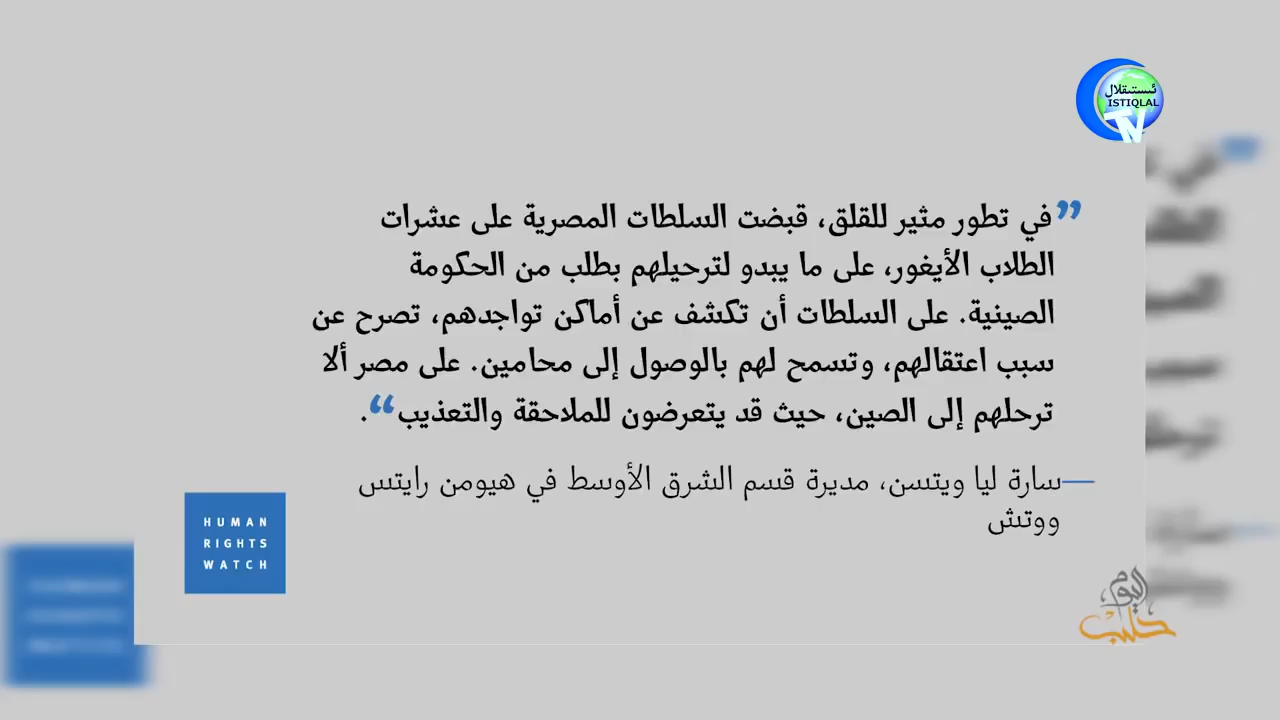 ئىستىقلال
ISTIQLAL
TV
”في تطور مثير للقلق، قبضت السلطات المصرية على عشرات
الطلاب الأيغور، على ما يبدو لترحيلهم بطلب من الحكومة
الصينية. على السلطات أن تكشف عن أماكن تواجدهم، تصرح عن
سبب اعتقالهم، وتسمح لهم بالوصول إلى محامين. على مصر ألا
ترحلهم إلى الصين، حيث قد يتعرضون للملاحقة والتعذيب“.
—سارة ليا ويتسن، مديرة قسم الشرق الأوسط في هيومن رايتس
ووتش
HUMAN
RIGHTS
WATCH
حلب
اليوم